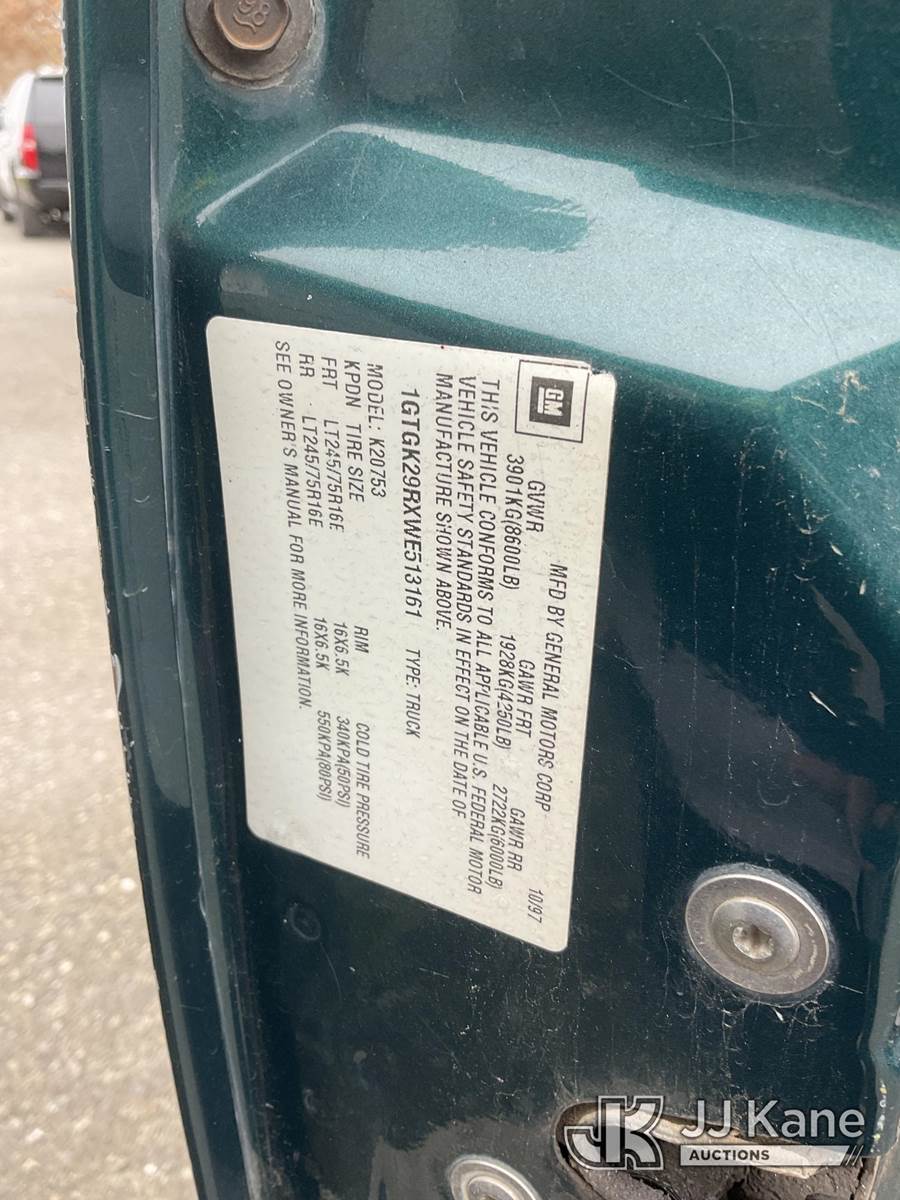 98
GM
MFD BY GENERAL MOTORS CORP 10/97
GVWR GAWR FRT GAWR RR
3901KG(8600LB) 1928KG(4250LB) 2722KG(6000LB)
THIS VEHICLE CONFORMS TO ALL APPLICABLE U.S. FEDERAL MOTOR
VEHICLE SAFETY STANDARDS IN EFFECT ON THE DATE OF
MANUFACTURE SHOWN ABOVE.
1GTGK29RXWE513161 TYPE: TRUCK
MODEL: K20753
KPDN TIRE SIZE RIM COLD TIRE PRESSURE
FRT LT245/75R16E 16X6.5K 340KPA(50PSI)
RR LT245/75R16E 16X6.5K 550KPA(80PSI)
SEE OWNER'S MANUAL FOR MORE INFORMATION.
JK JJ Kane
AUCTIONS